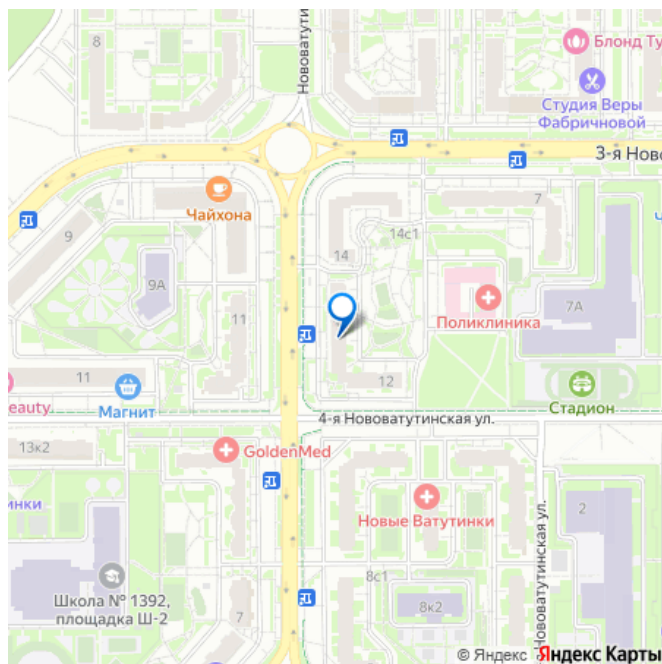 8
Нововатути
Блонд Ту
Студия Веры
Фабричновой
3-я Ново
Чайхона
7
14с1
14
9
9А
7А
Поликлиника
11
12
11
Магнит
eauty
Стадион
4-я Нововатутинская ул.
13к2
GoldenMed
инки
Новые Ватутинки
2
Нововатутинская ул.
8с1
8к2
Школа № 1392,
площадка Ш-2
7
© Яндекс Яндекс Карты